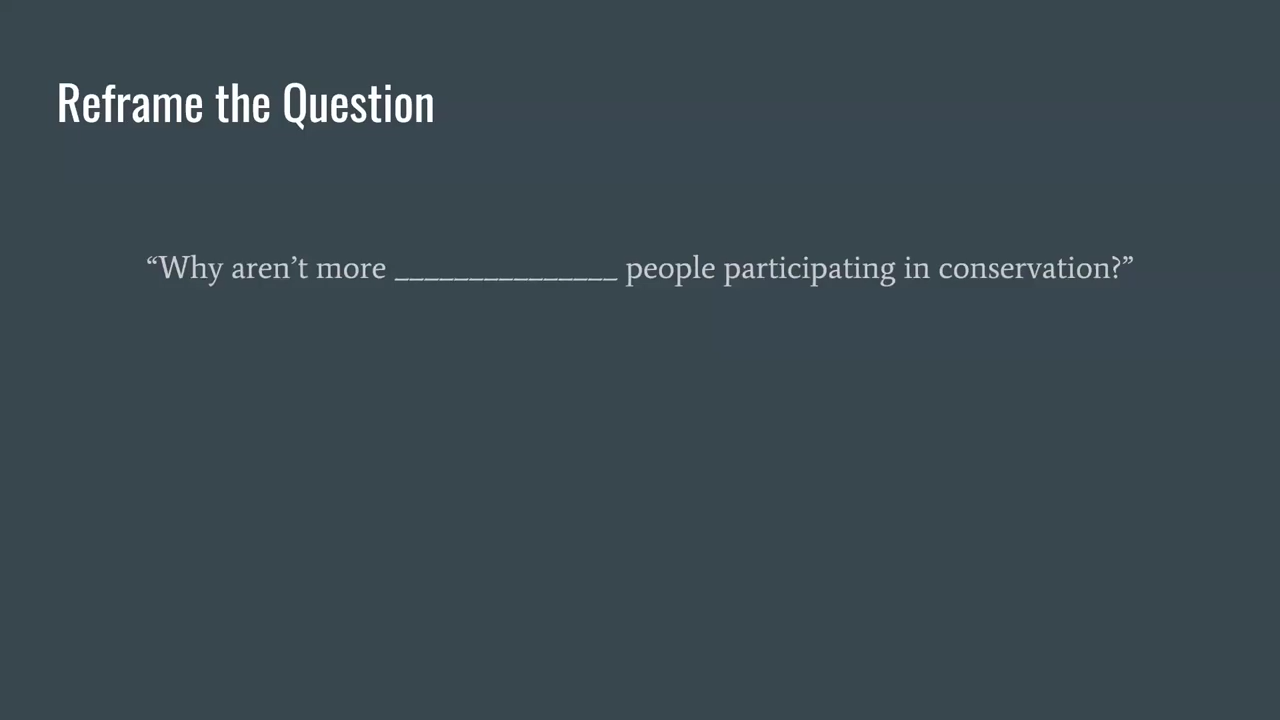 Reframe the Question
“Why aren’t more _______________ people participating in conservation?”